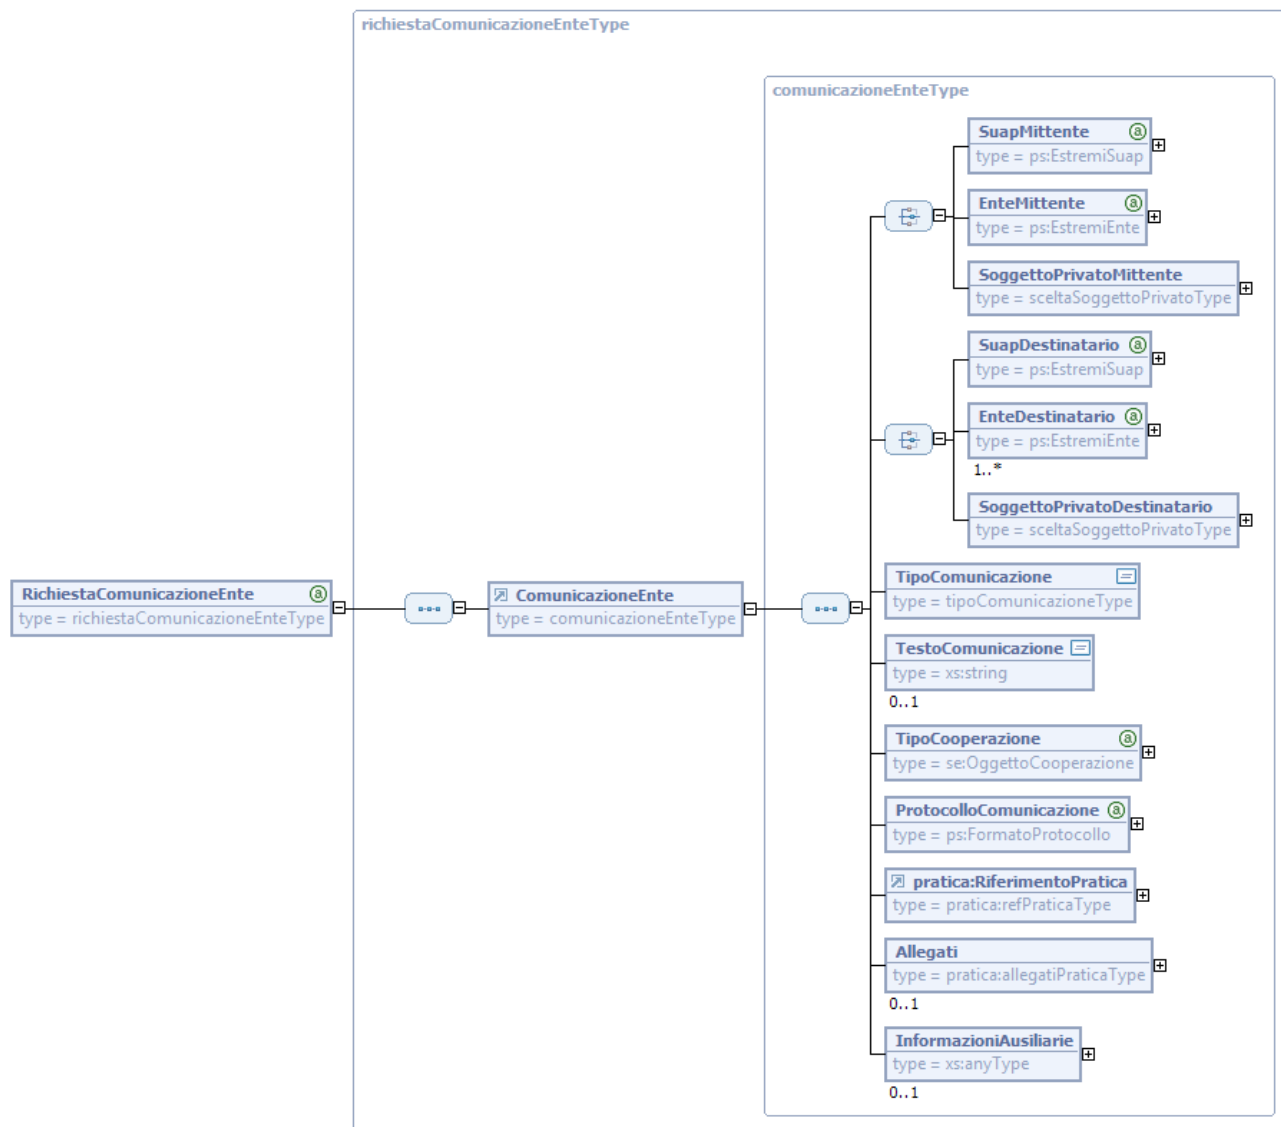 richiestaComunicazioneEnteType
comunicazioneEnteType
SuapMittente
type = ps:EstremiSuap
EnteMittente
type = ps:EstremiEnte
SoggettoPrivatoMittente
type = sceltaSoggettoPrivatoType
SuapDestinatario
type = ps:EstremiSuap
EnteDestinatario
type = ps:EstremiEnte
1..*
SoggettoPrivatoDestinatario
type = sceltaSoggettoPrivatoType
RichiestaComunicazioneEnte
type = richiestaComunicazioneEnteType
ComunicazioneEnte
type = comunicazioneEnteType
TipoComunicazione
type = tipoComunicazioneType
TestoComunicazione
type = xs:string
0..1
TipoCooperazione
type = se:OggettoCooperazione
ProtocolloComunicazione
type = ps:FormatoProtocollo
pratica:RiferimentoPratica
type = pratica:refPraticaType
Allegati
type = pratica:allegatiPraticaType
0..1
InformazioniAusiliarie
type = xs:anyType
0..1